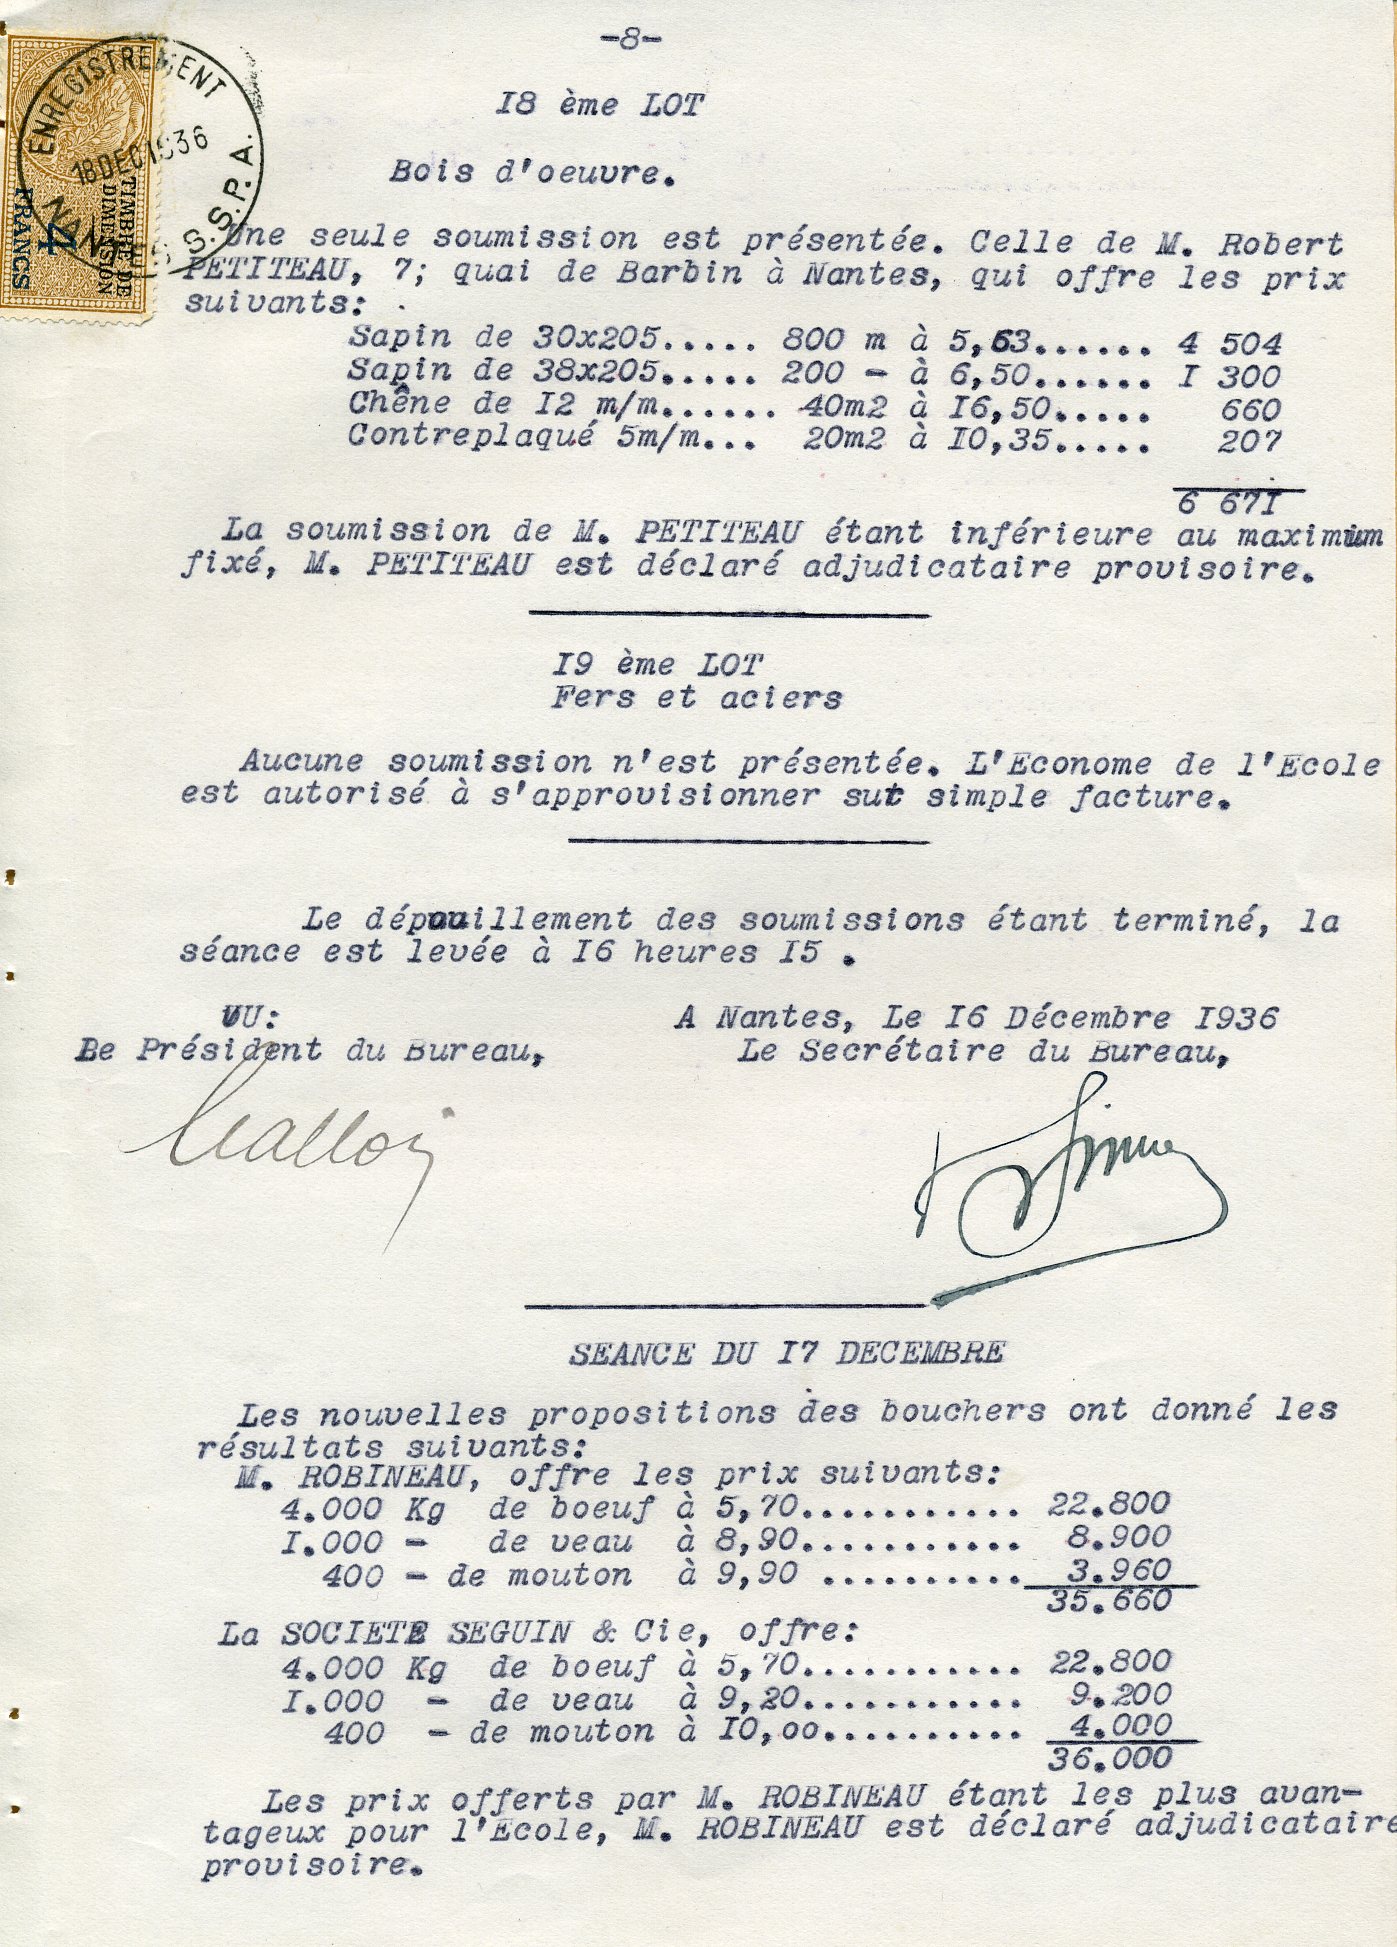 -8-
ENREGISTREMENT
18 DEC 1936
NANTES S.S.P.A.
TIMBRE DE
DIMENSION
4
FRANCS
I8 ème LOT
Bois d'oeuvre.
Une seule soumission est présentée. Celle de M. Robert
PETITEAU, 7; quai de Barbin à Nantes, qui offre les prix
suivants:
Sapin de 30x205..... 800 m à 5,63...... 4 504
Sapin de 38x205..... 200 - à 6,50...... I 300
Chêne de I2 m/m...... 40m2 à I6,50..... 660
Contreplaqué 5m/m... 20m2 à I0,35..... 207
6 67I
La soumission de M. PETITEAU étant inférieure au maximum
fixé, M. PETITEAU est déclaré adjudicataire provisoire.
I9 ème LOT
Fers et aciers
Aucune soumission n'est présentée. L'Econome de l'Ecole
est autorisé à s'approvisionner sur simple facture.
Le dépouillement des soumissions étant terminé, la
séance est levée à I6 heures I5 .
VU:
A Nantes, Le I6 Décembre I936
Be Président du Bureau,
Le Secrétaire du Bureau,
SEANCE DU I7 DECEMBRE
Les nouvelles propositions des bouchers ont donné les
résultats suivants:
M. ROBINEAU, offre les prix suivants:
4.000 Kg de boeuf à 5,70........... 22.800
I.000 - de veau à 8,90........... 8.900
400 - de mouton à 9,90 .......... 3.960
35.660
La SOCIETE SEGUIN & Cie, offre:
4.000 Kg de boeuf à 5,70........... 22.800
I.000 - de veau à 9,20........... 9.200
400 - de mouton à I0,oo.......... 4.000
36.000
Les prix offerts par M. ROBINEAU étant les plus avan-
tageux pour l'Ecole, M. ROBINEAU est déclaré adjudicataire
provisoire.